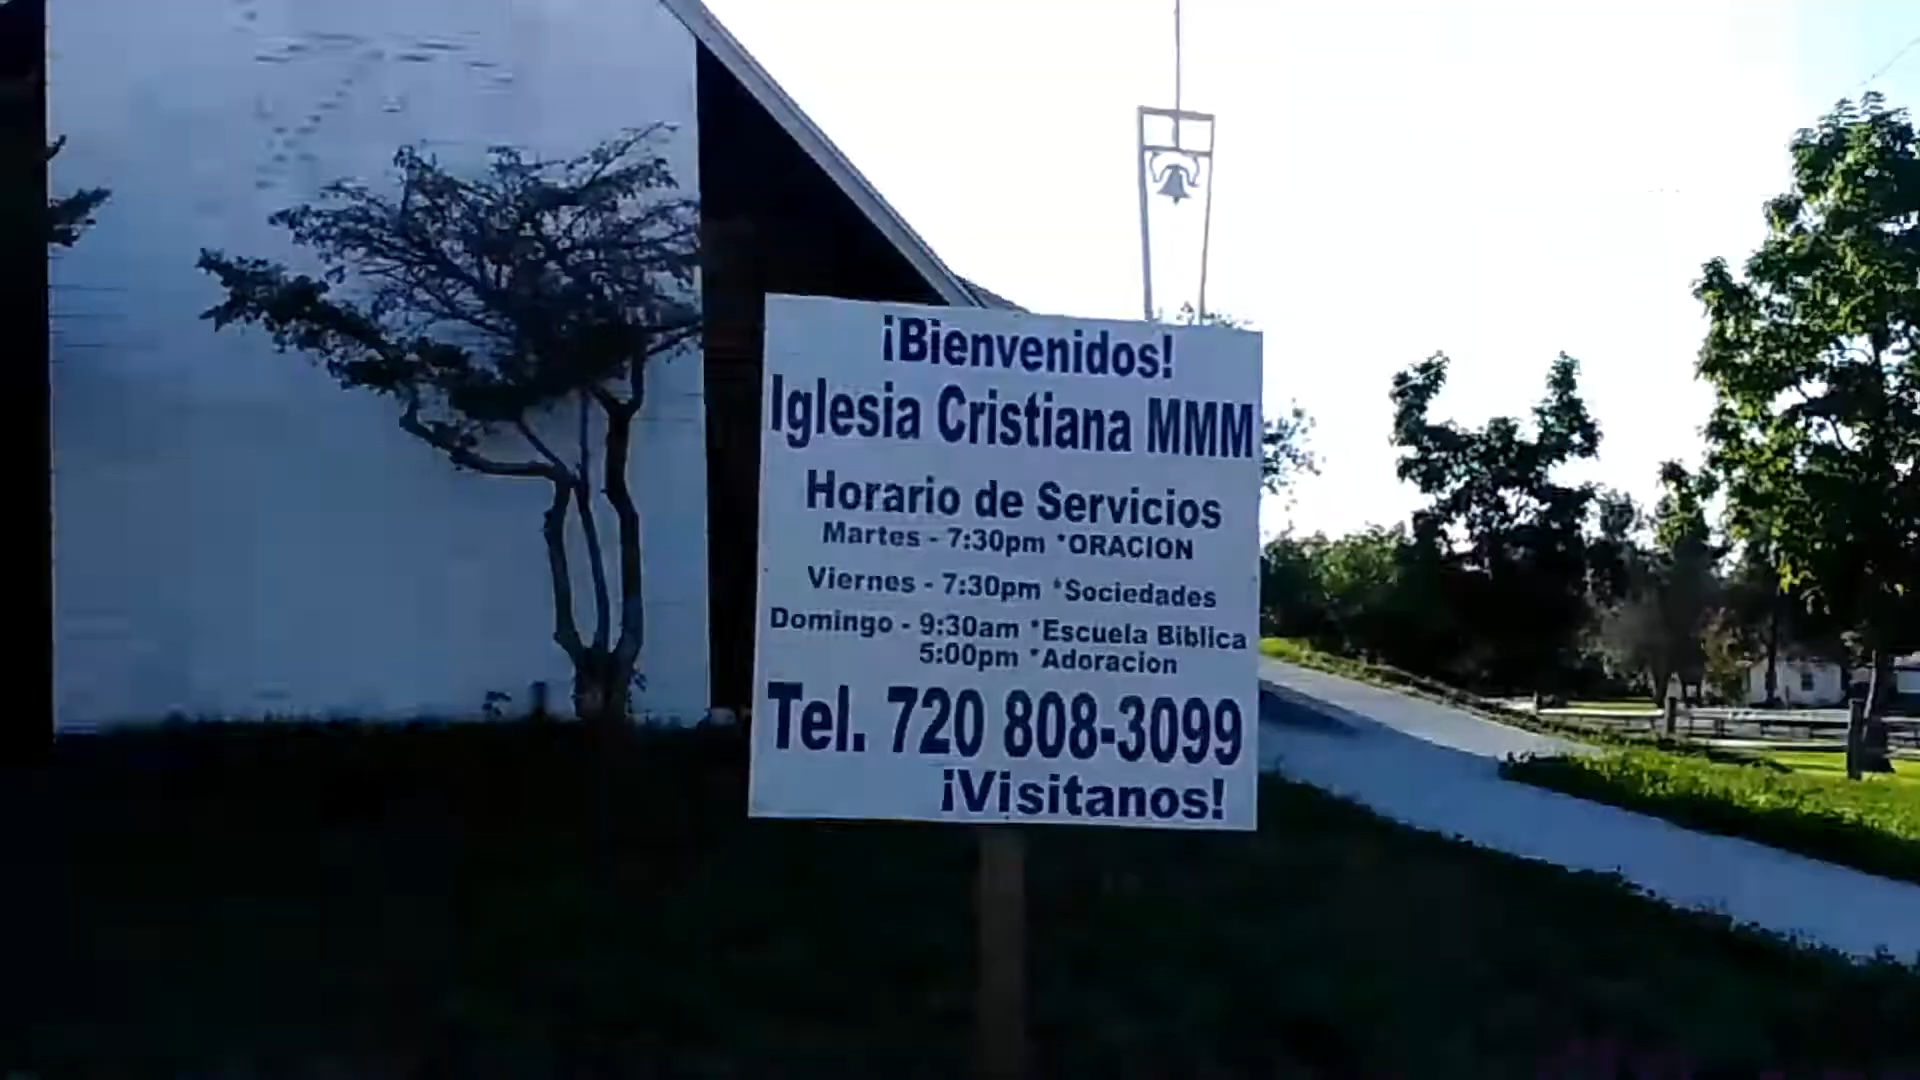 ¡Bienvenidos!
Iglesia Cristiana MMM
Horario de Servicios
Martes - 7:30pm *ORACION
Viernes - 7:30pm *Sociedades
Domingo - 9:30am *Escuela Biblica
5:00pm *Adoracion
Tel. 720 808-3099
¡Visitanos!